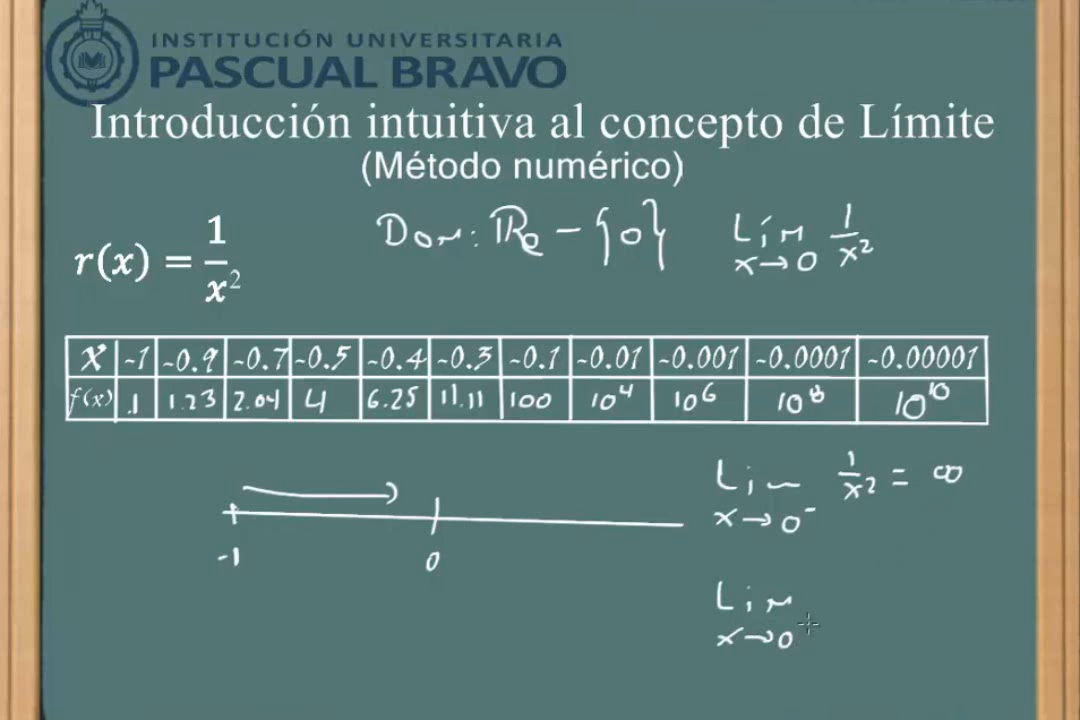 INSTITUCIÓN UNIVERSITARIA
PASCUAL BRAVO
Introducción intuitiva al concepto de Límite
(Método numérico)
r(x) = 1/x²
Dom: Re - {0}
Lím x→0 1/x²
X -1 -0.9 -0.7 -0.5 -0.4 -0.3 -0.1 -0.01 -0.001 -0.0001 -0.00001
f(x) 1 1.23 2.04 4 6.25 11.11 100 10⁴ 10⁶ 10⁸ 10¹⁰
-1 0
Lim x→0⁻ 1/x² = ∞
Lim x→0